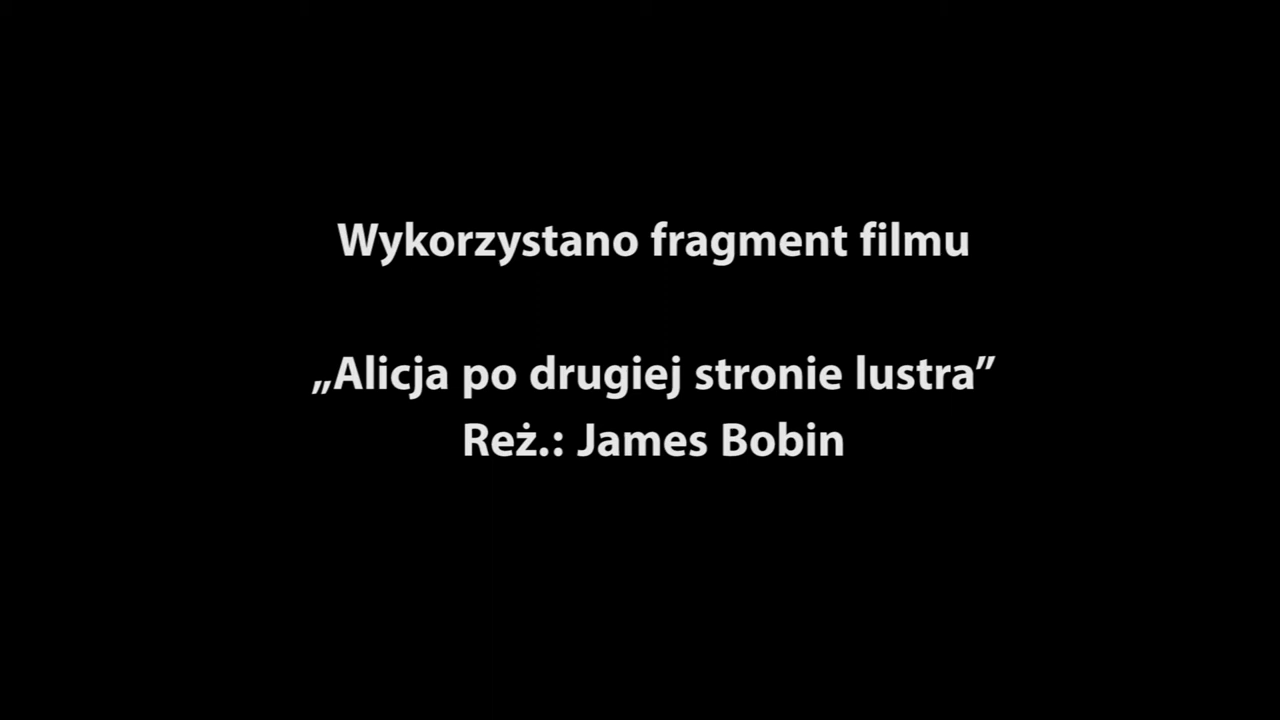 Wykorzystano fragment filmu
„Alicja po drugiej stronie lustra”
Reż.: James Bobin